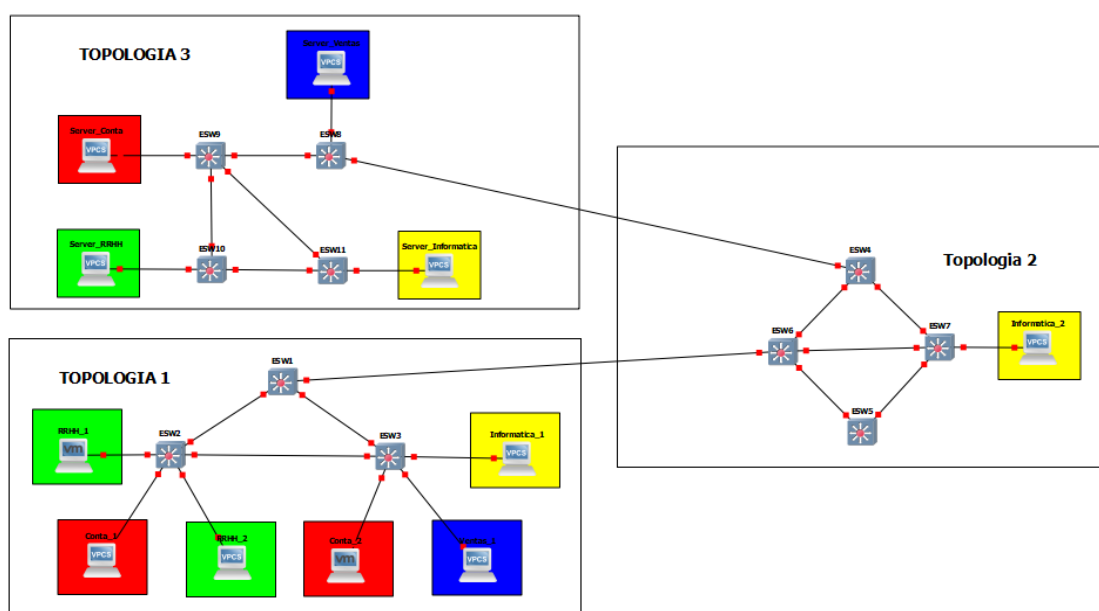 TOPOLOGIA 3
Server_Ventas
VPCS
Server_Conta
VPCS
ESW9
ESW8
Server_RRHH
VPCS
ESW10
ESW11
Server_Informatica
VPCS
Topologia 2
ESW4
ESW6
ESW7
Informatica_2
VPCS
ESW5
TOPOLOGIA 1
ESW1
RRHH_1
vm
ESW2
ESW3
Informatica_1
VPCS
Conta_1
VPCS
RRHH_2
VPCS
Conta_2
vm
Ventas_1
VPCS